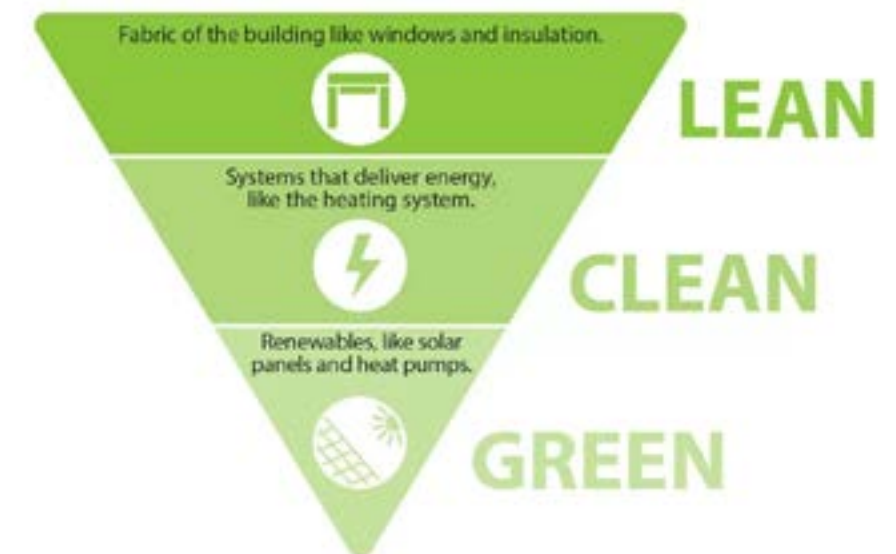 Fabric of the building like windows and insulation.
LEAN
Systems that deliver energy,
like the heating system.
CLEAN
Renewables, like solar
panels and heat pumps.
GREEN